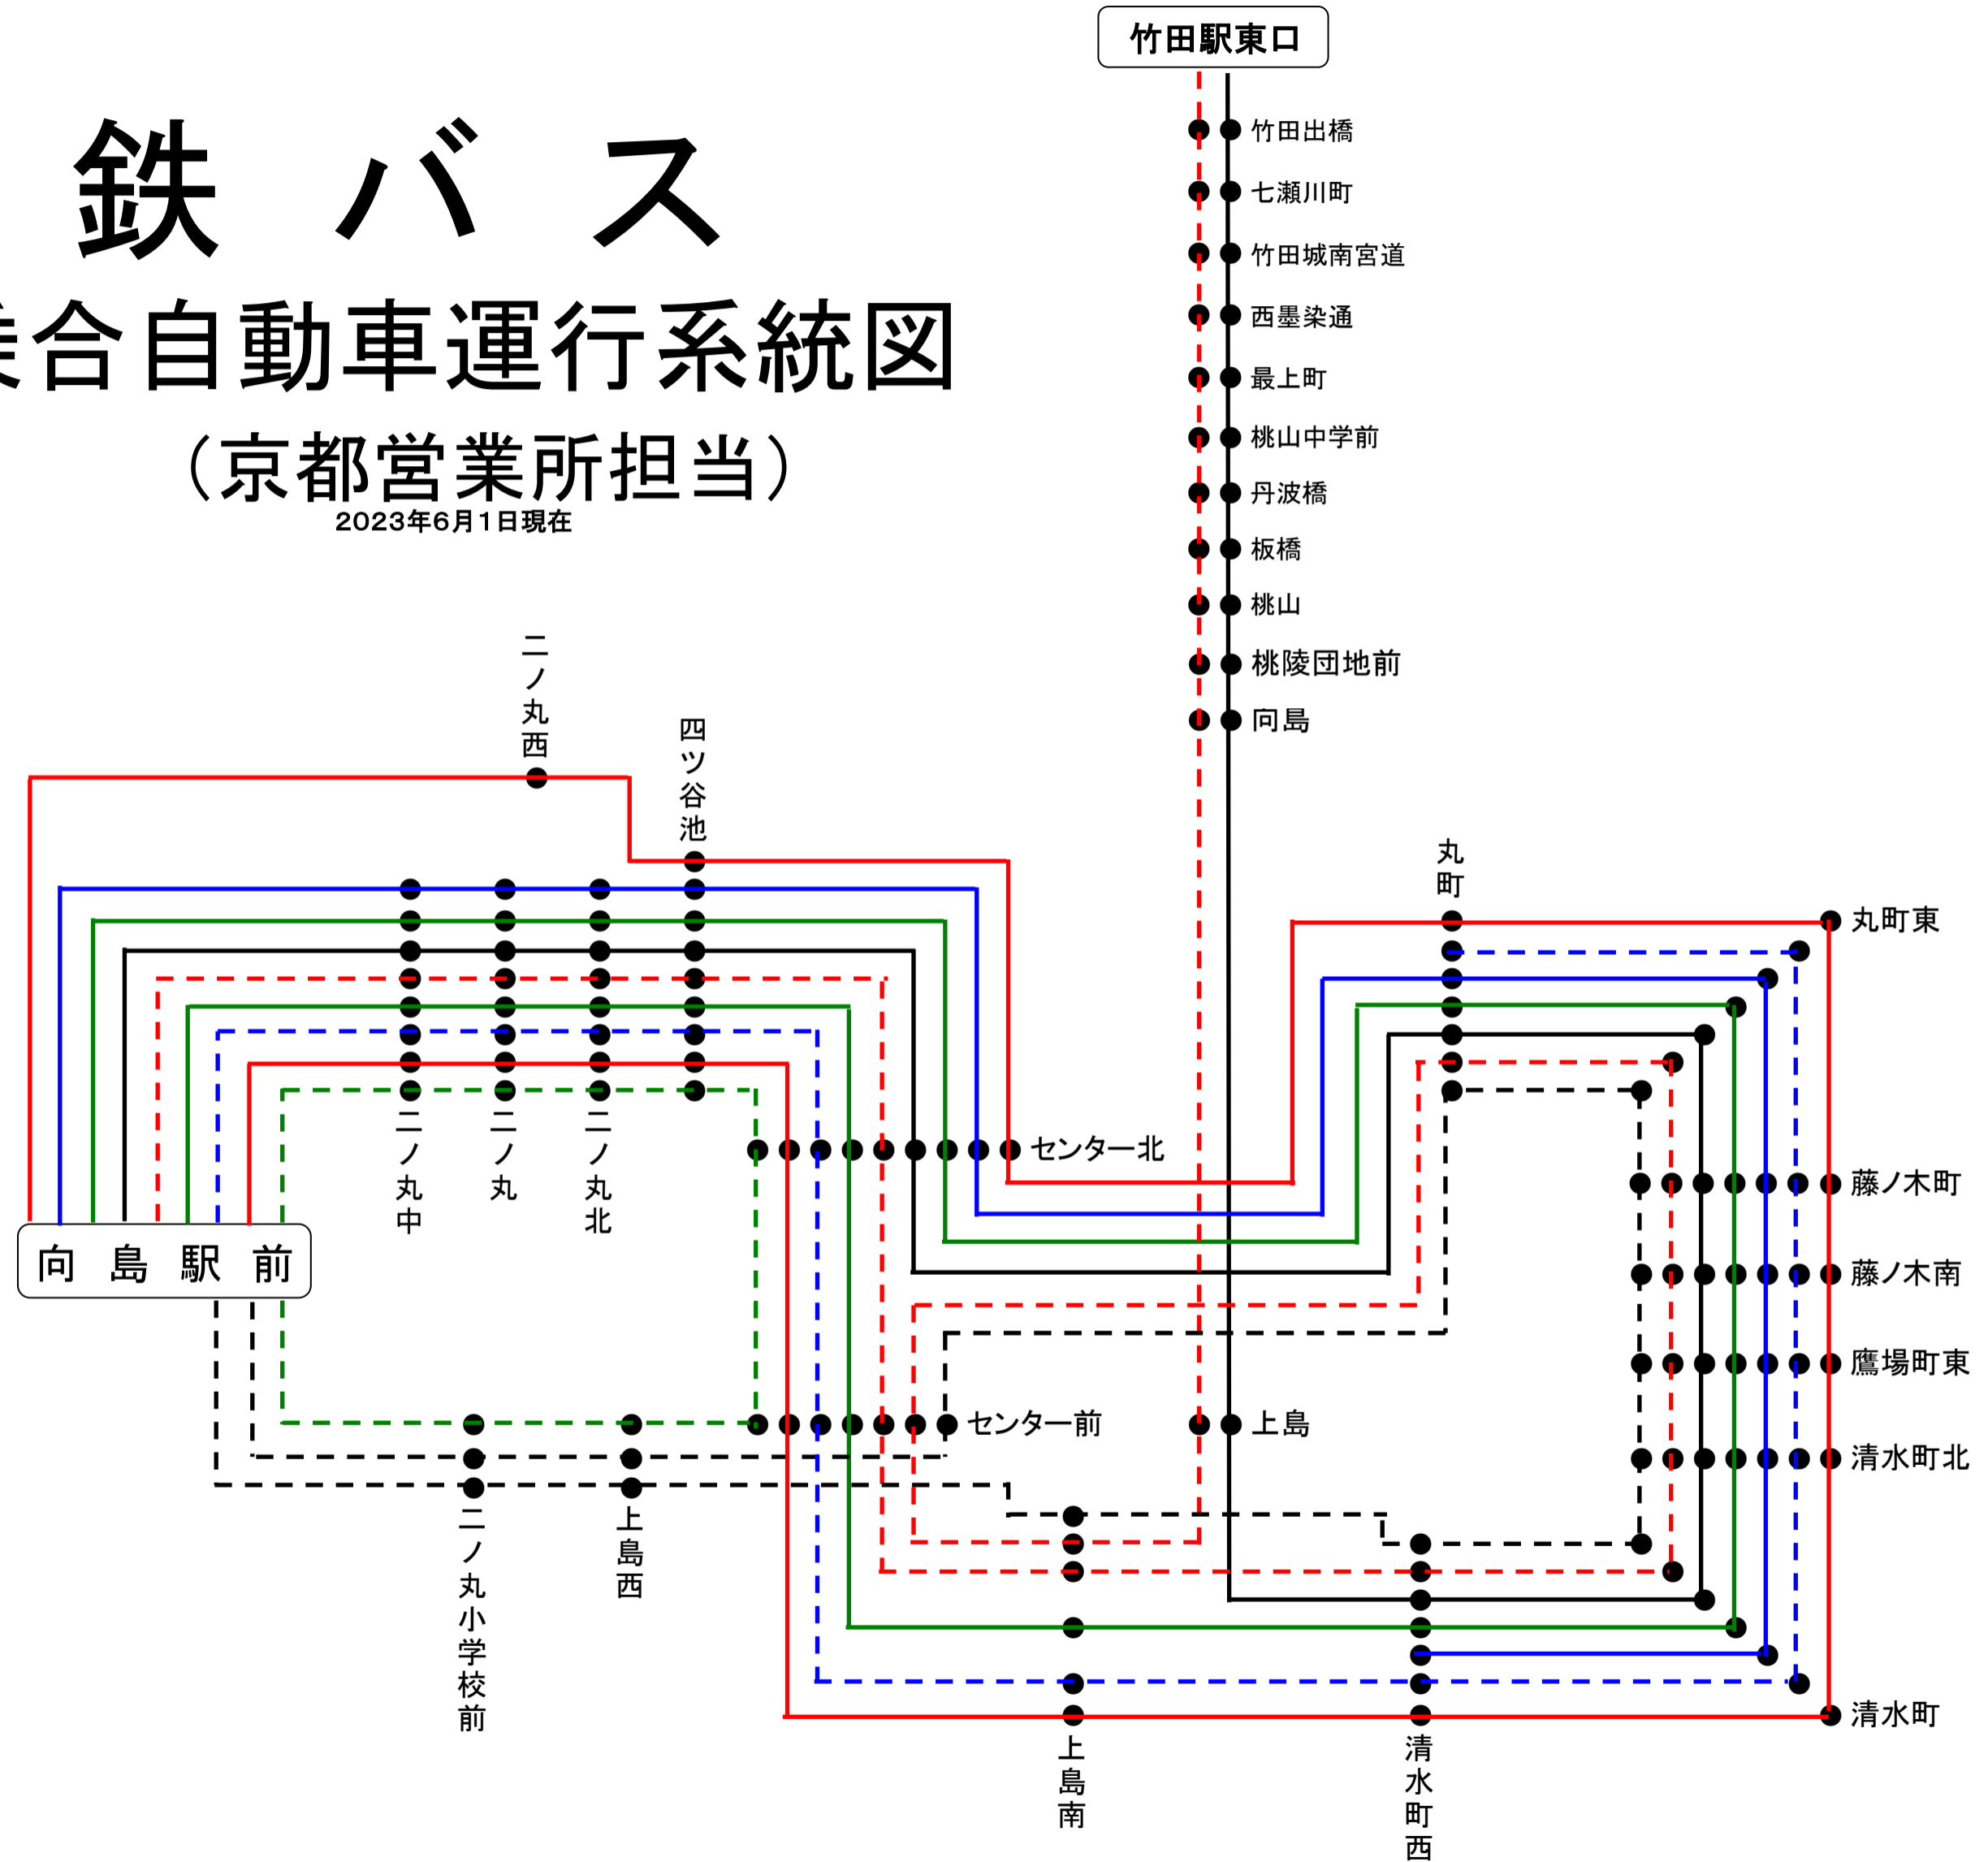 鉄バス
乗合自動車運行系統図
(京都営業所担当)
2023年6月1日現在
竹田駅東口
竹田出橋
七瀬川町
竹田城南宮道
西墨染通
最上町
桃山中学前
丹波橋
板橋
桃山
桃陵団地前
向島
二ノ丸西
四ツ谷池
丸町
丸町東
二ノ丸中
二ノ丸
二ノ丸北
センター北
藤ノ木町
向島駅前
藤ノ木南
鷹場町東
センター前
上島
清水町北
二ノ丸小学校前
上島西
清水町
上島南
清水町西